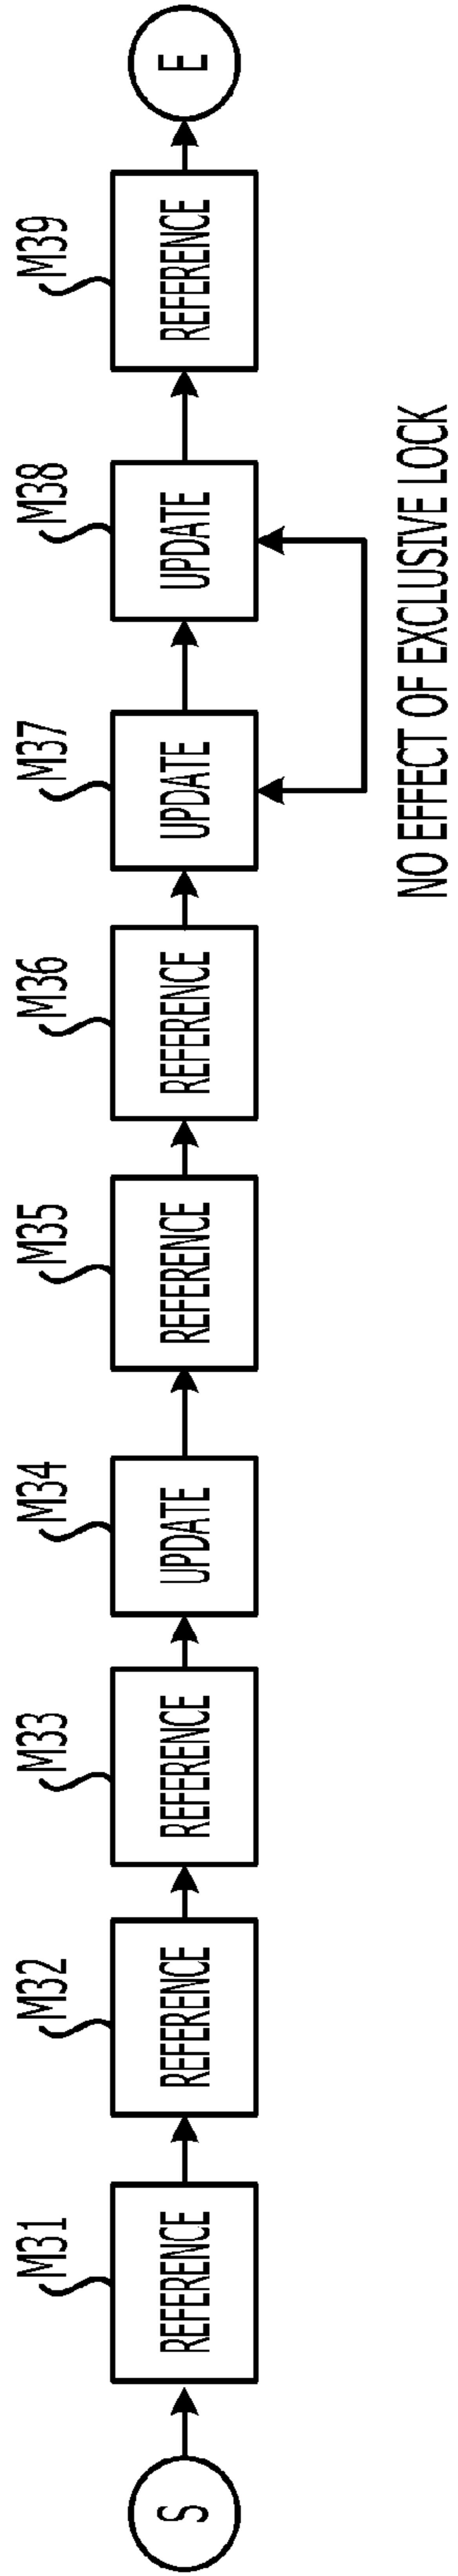 M31
M32
M33
M34
M35
M36
M37
M38
M39
S
REFERENCE
REFERENCE
REFERENCE
UPDATE
REFERENCE
REFERENCE
UPDATE
UPDATE
REFERENCE
E
NO EFFECT OF EXCLUSIVE LOCK